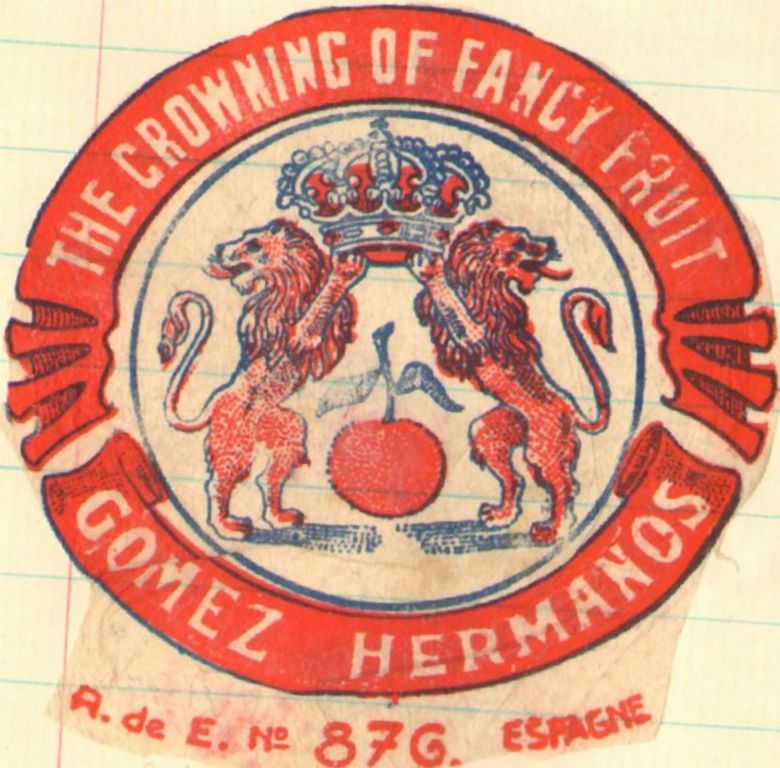 THE CROWNING OF FANCY FRUIT
GOMEZ HERMANOS
A. de E. Nº 876. ESPAGNE